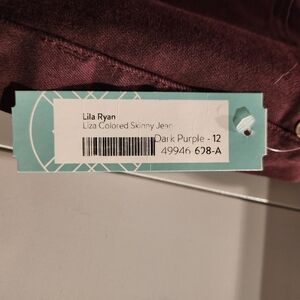 Lila Ryan
Liza Colored Skinny Jean
Dark Purple - 12
49946-628-A